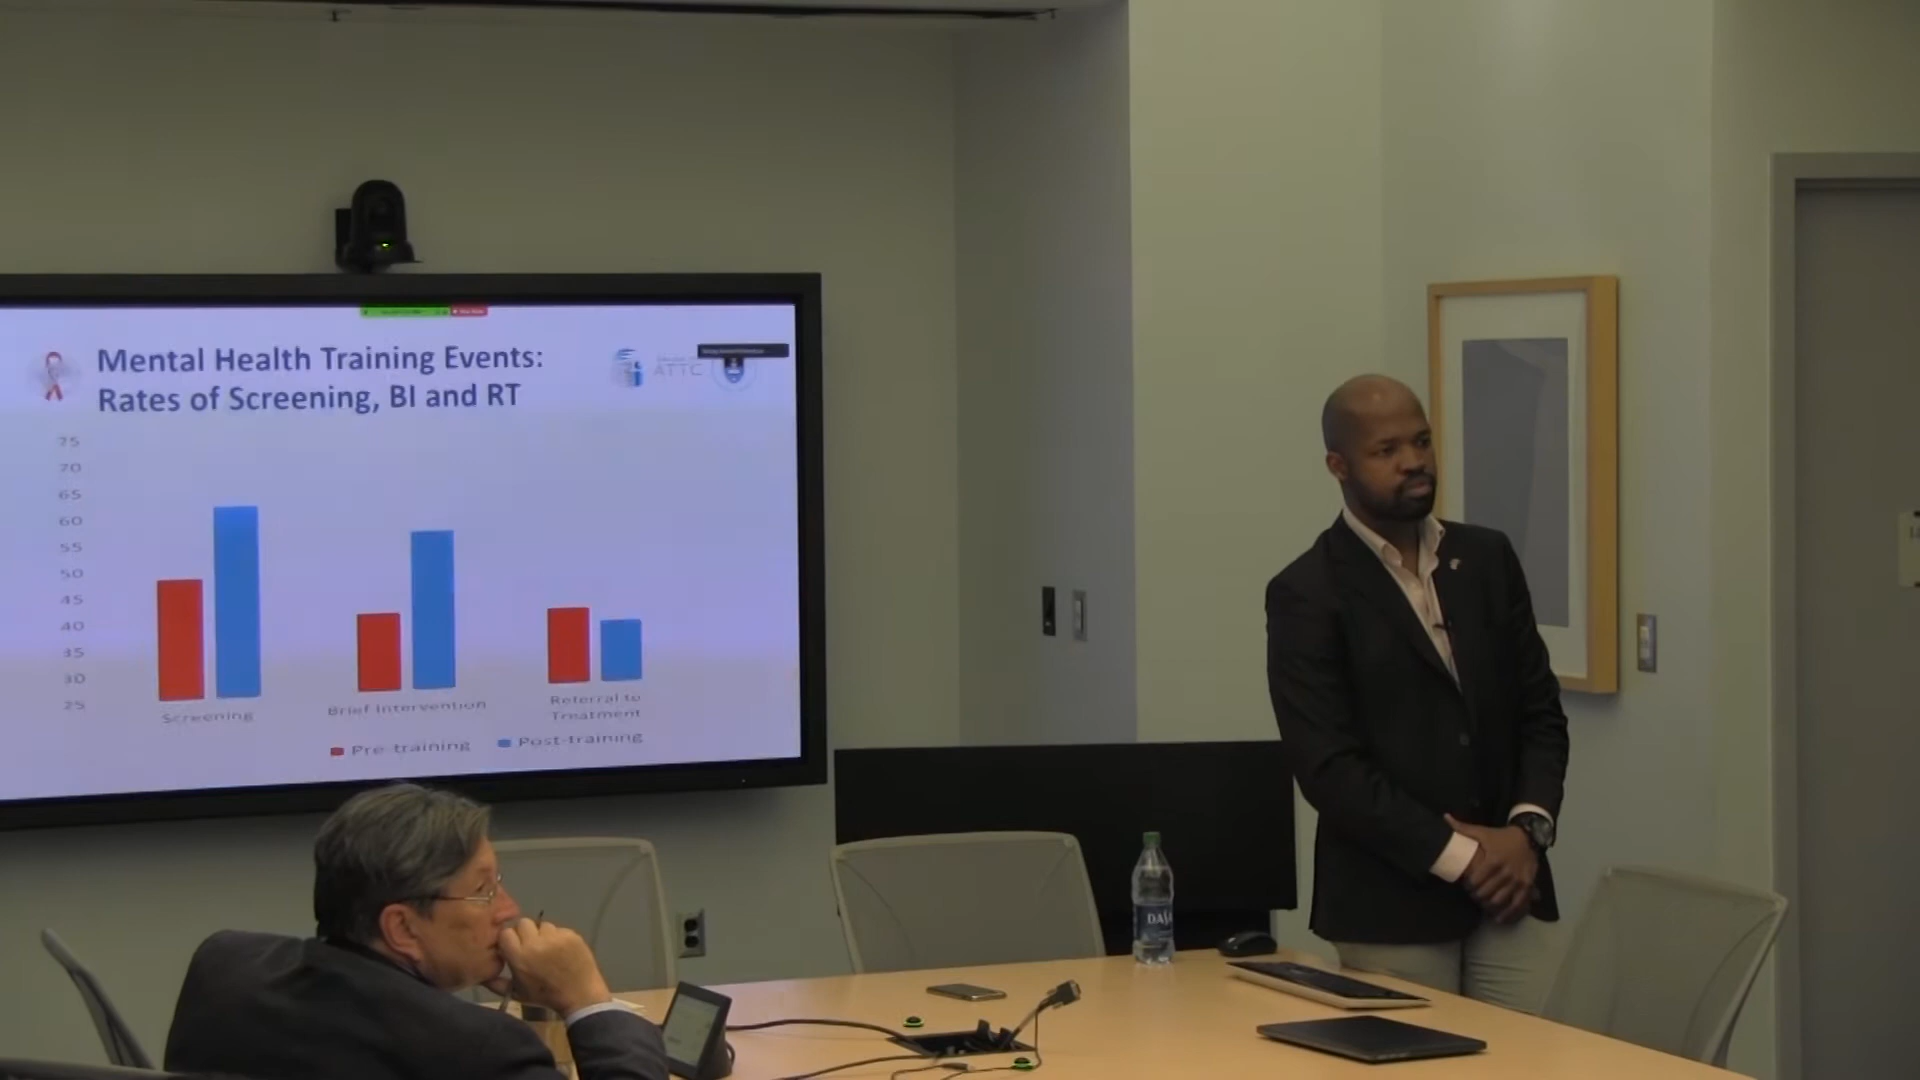 Mental Health Training Events:
Rates of Screening, BI and RT
ATTC
75
70
65
60
55
50
45
40
35
30
25
Screening
Brief Intervention
Referral to
Treatment
Pre-training
Post-training
DASA